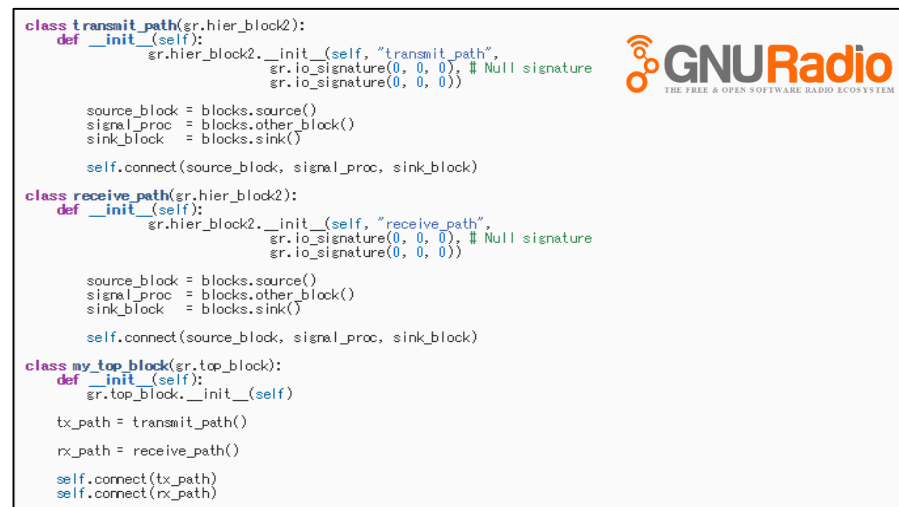 class transmit_path(gr.hier_block2):
    def __init__(self):
                gr.hier_block2.__init__(self, "transmit_path",
                                gr.io_signature(0, 0, 0), # Null signature
                                gr.io_signature(0, 0, 0))
        source_block = blocks.source()
        signal_proc  = blocks.other_block()
        sink_block   = blocks.sink()
        self.connect(source_block, signal_proc, sink_block)
GNURadio
THE FREE & OPEN SOFTWARE RADIO ECOSYSTEM
class receive_path(gr.hier_block2):
    def __init__(self):
                gr.hier_block2.__init__(self, "receive_path",
                                gr.io_signature(0, 0, 0), # Null signature
                                gr.io_signature(0, 0, 0))
        source_block = blocks.source()
        signal_proc  = blocks.other_block()
        sink_block   = blocks.sink()
        self.connect(source_block, signal_proc, sink_block)
class my_top_block(gr.top_block):
    def __init__(self):
        gr.top_block.__init__(self)
    tx_path = transmit_path()
    rx_path = receive_path()
    self.connect(tx_path)
    self.connect(rx_path)